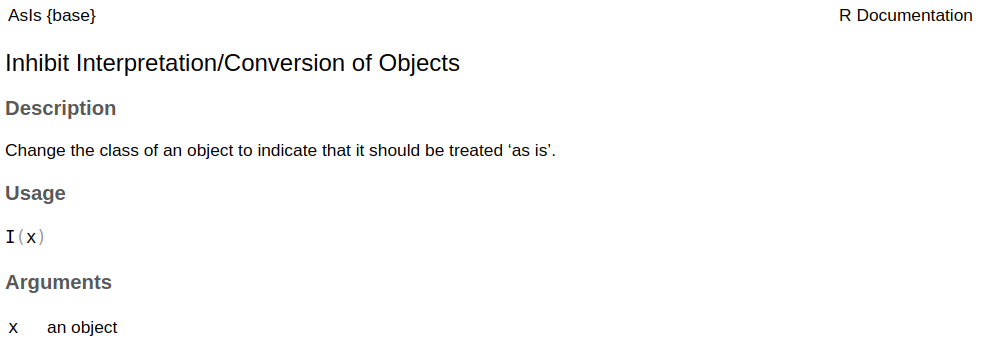 AsIs {base} R Documentation
Inhibit Interpretation/Conversion of Objects
Description
Change the class of an object to indicate that it should be treated ‘as is’.
Usage
I(x)
Arguments
x an object